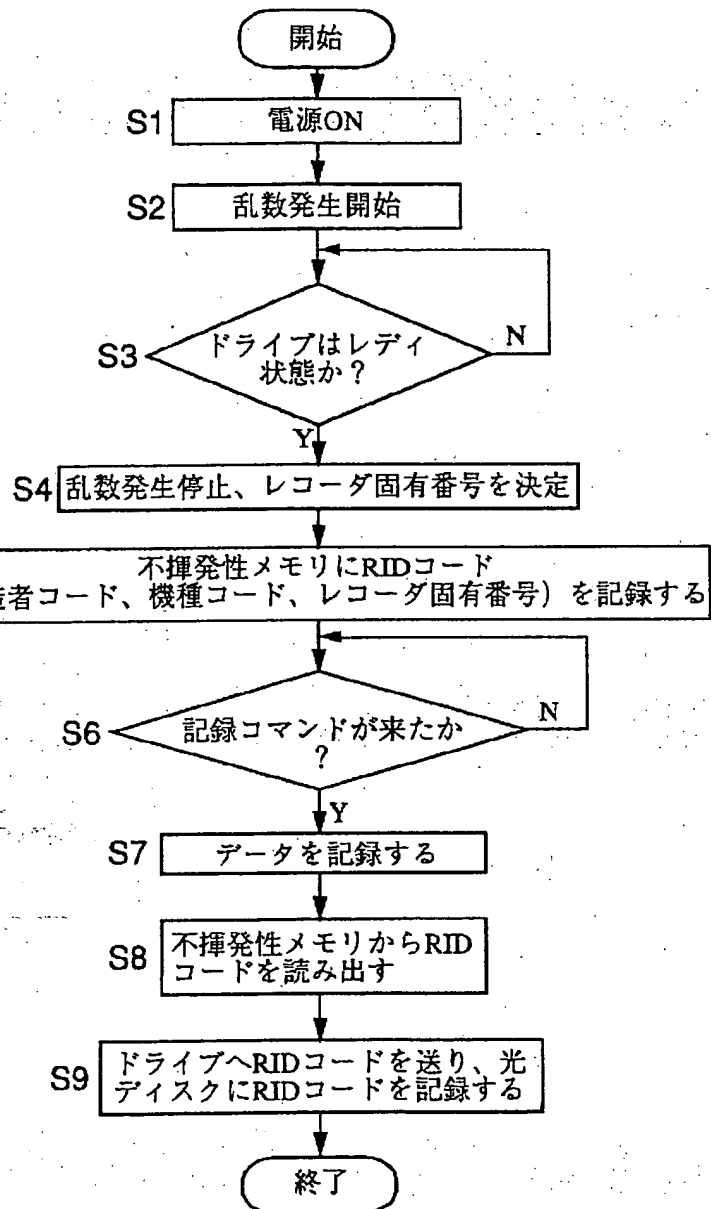 開始
S1 電源ON
S2 乱数発生開始
S3 ドライブはレディ
状態か?
N
Y
S4 乱数発生停止、レコーダ固有番号を決定
不揮発性メモリにRIDコード
造者コード、機種コード、レコーダ固有番号)を記録する
S6 記録コマンドが来たか
?
N
Y
S7 データを記録する
S8 不揮発性メモリからRID
コードを読み出す
S9 ドライブへRIDコードを送り、光
ディスクにRIDコードを記録する
終了